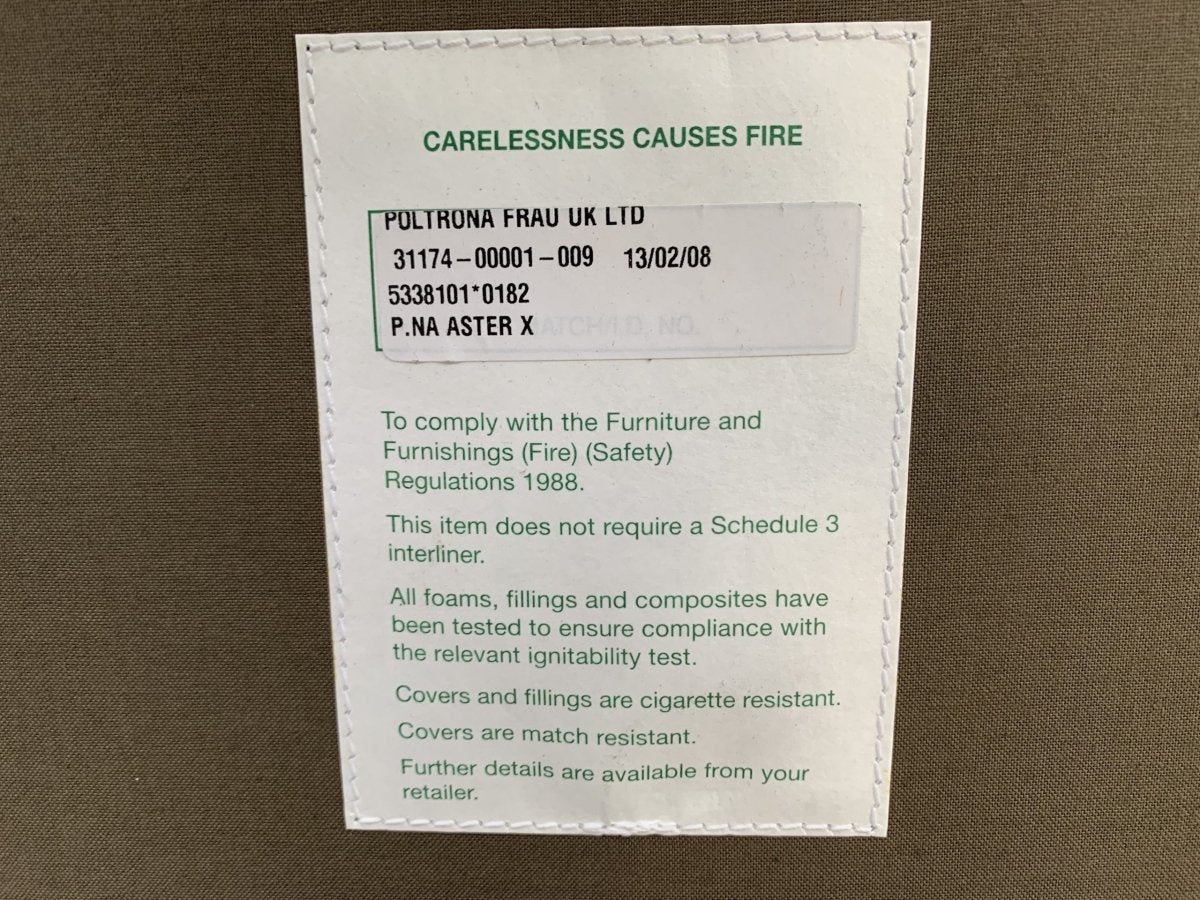 CARELESSNESS CAUSES FIRE
POLTRONA FRAU UK LTD
31174-00001-009 13/02/08
5338101*0182
P.NA ASTER X
BATCH/I.D. NO.
To comply with the Furniture and
Furnishings (Fire) (Safety)
Regulations 1988.
This item does not require a Schedule 3
interliner.
All foams, fillings and composites have
been tested to ensure compliance with
the relevant ignitability test.
Covers and fillings are cigarette resistant.
Covers are match resistant.
Further details are available from your
retailer.